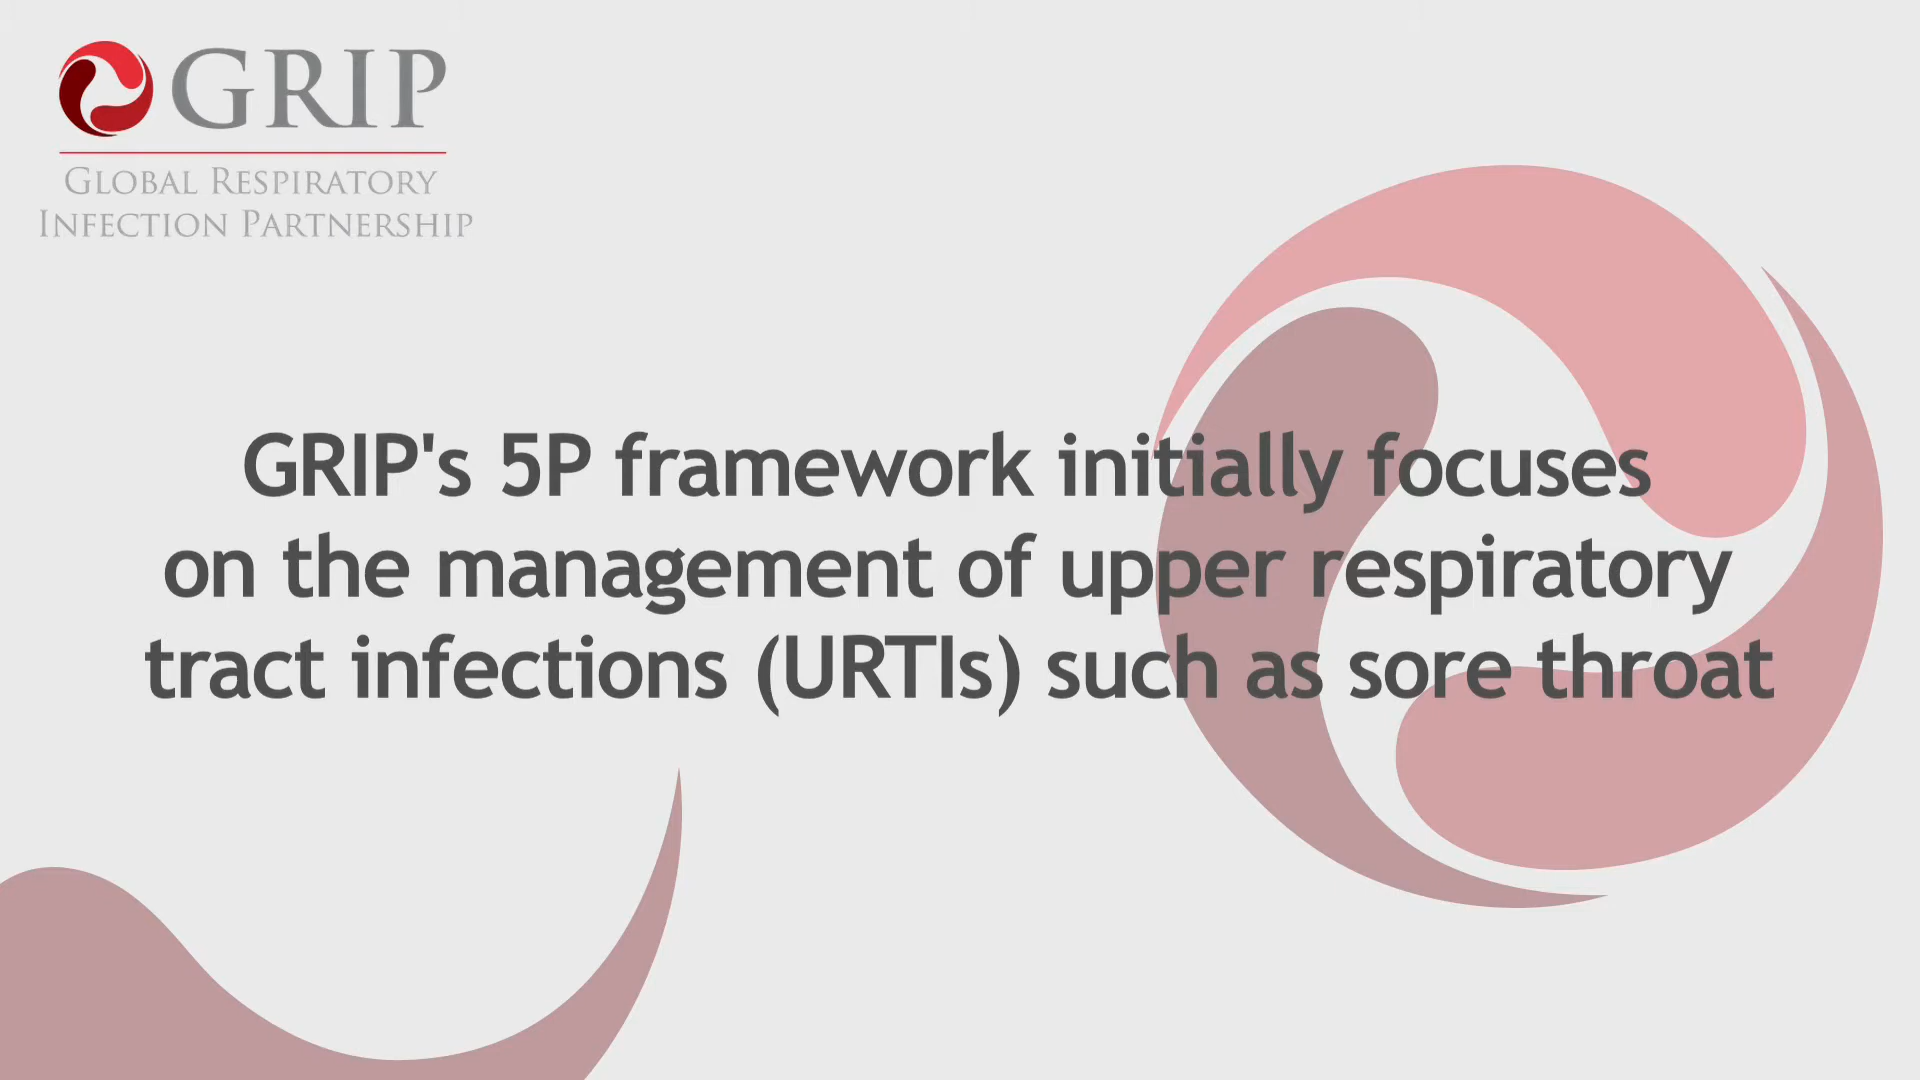 GRIP
GLOBAL RESPIRATORY
INFECTION PARTNERSHIP
GRIP's 5P framework initially focuses
on the management of upper respiratory
tract infections (URTIs) such as sore throat